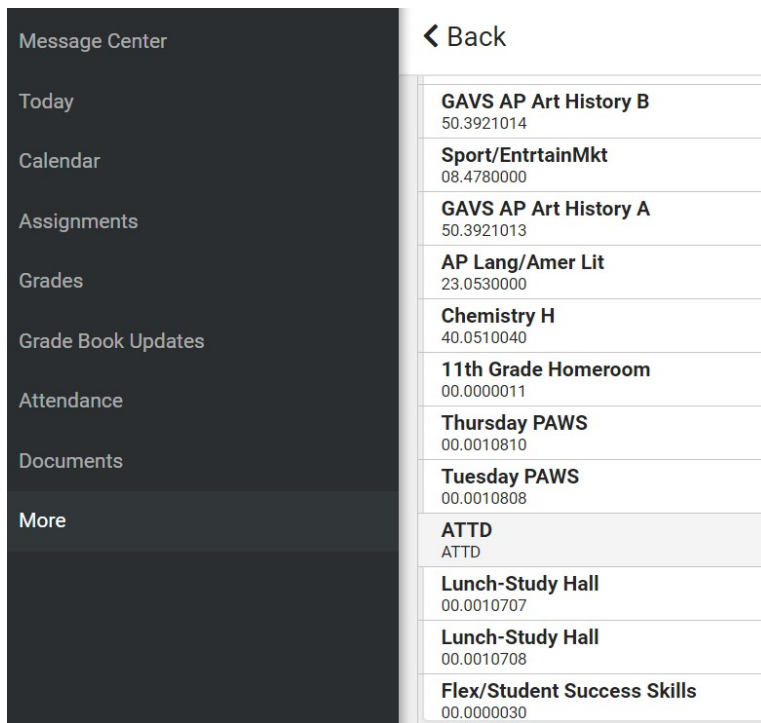 Message Center
Today
Calendar
Assignments
Grades
Grade Book Updates
Attendance
Documents
More
Back
GAVS AP Art History B
50.3921014
Sport/EntrtainMkt
08.4780000
GAVS AP Art History A
50.3921013
AP Lang/Amer Lit
23.0530000
Chemistry H
40.0510040
11th Grade Homeroom
00.0000011
Thursday PAWS
00.0010810
Tuesday PAWS
00.0010808
ATTD
ATTD
Lunch-Study Hall
00.0010707
Lunch-Study Hall
00.0010708
Flex/Student Success Skills
00.0000030